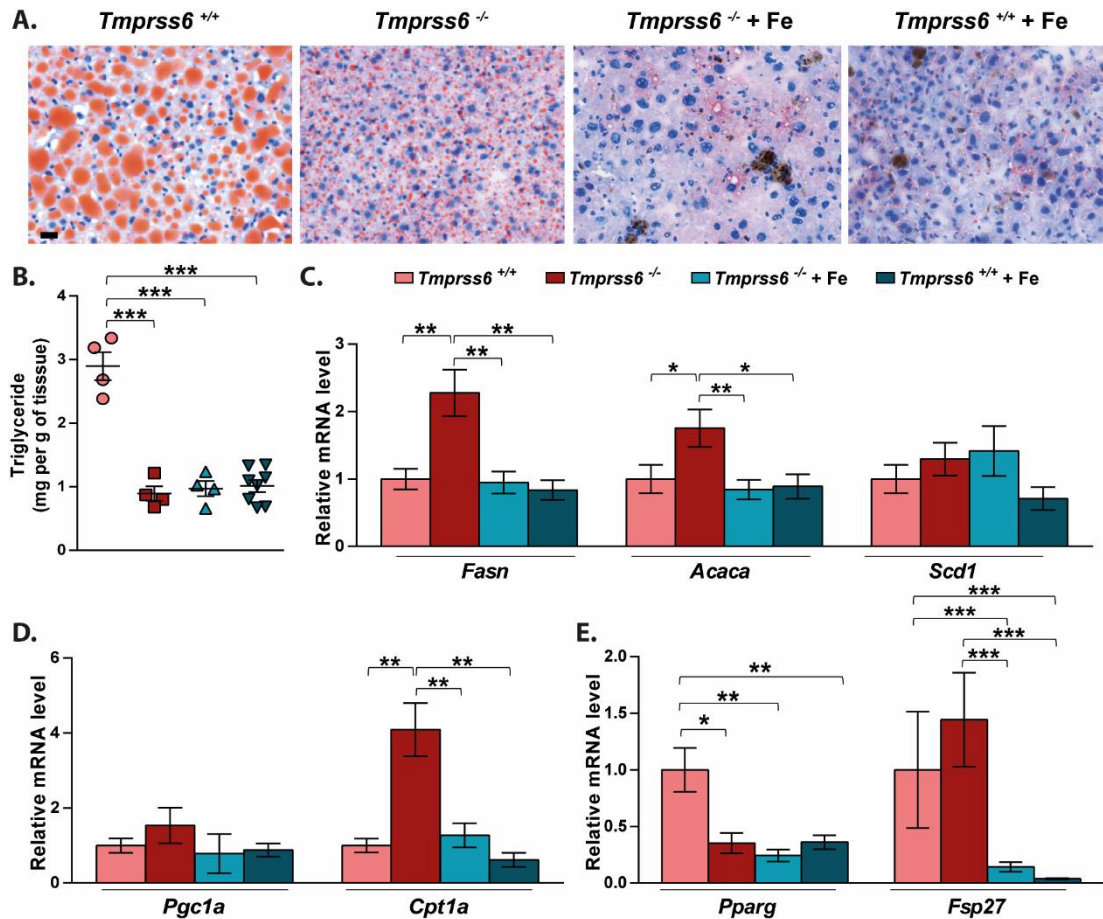 A.
Tmprss6 +/+
Tmprss6 -/-
Tmprss6 -/- + Fe
Tmprss6 +/+ + Fe
B.
Triglyceride
(mg per g of tisssue)
4
3
2
1
0
***
***
***
C.
Tmprss6 +/+
Tmprss6 -/-
Tmprss6 -/- + Fe
Tmprss6 +/+ + Fe
Relative mRNA level
3
2
1
0
**
**
**
*
*
**
Fasn
Acaca
Scd1
D.
Relative mRNA level
6
4
2
0
**
**
**
Pgc1a
Cpt1a
E.
Relative mRNA level
2.0
1.5
1.0
0.5
0.0
**
**
*
***
***
***
***
Pparg
Fsp27